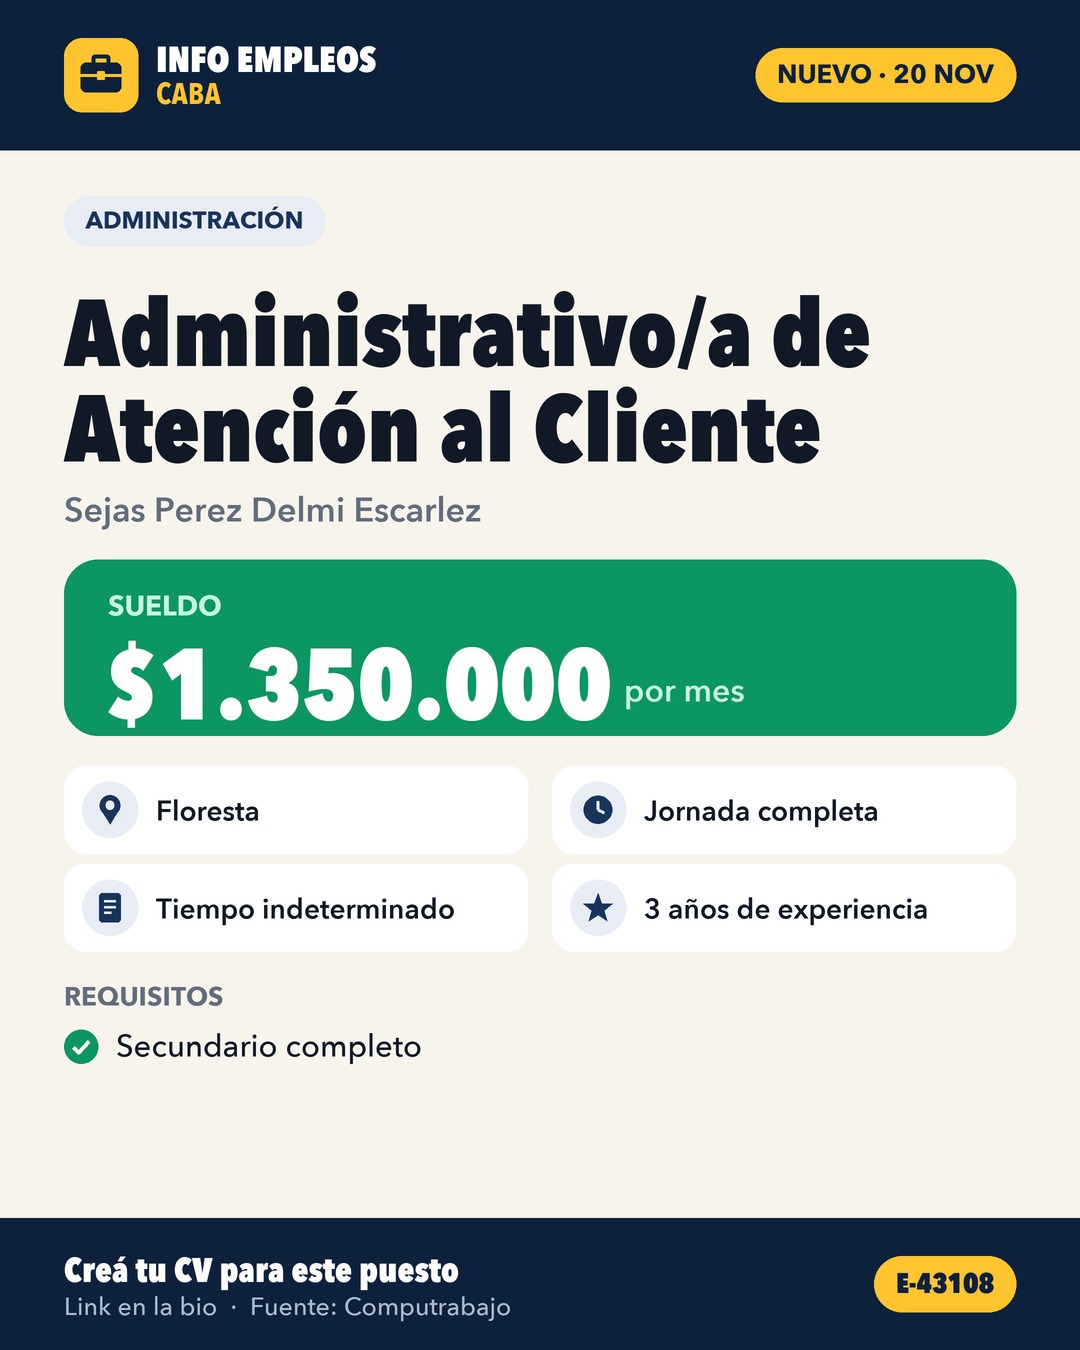 INFO EMPLEOS
CABA
NUEVO · 20 NOV
ADMINISTRACIÓN
Administrativo/a de
Atención al Cliente
Sejas Perez Delmi Escarlez
SUELDO
$1.350.000 por mes
Floresta
Jornada completa
Tiempo indeterminado
3 años de experiencia
REQUISITOS
Secundario completo
Creá tu CV para este puesto
Link en la bio · Fuente: Computrabajo
E-43108